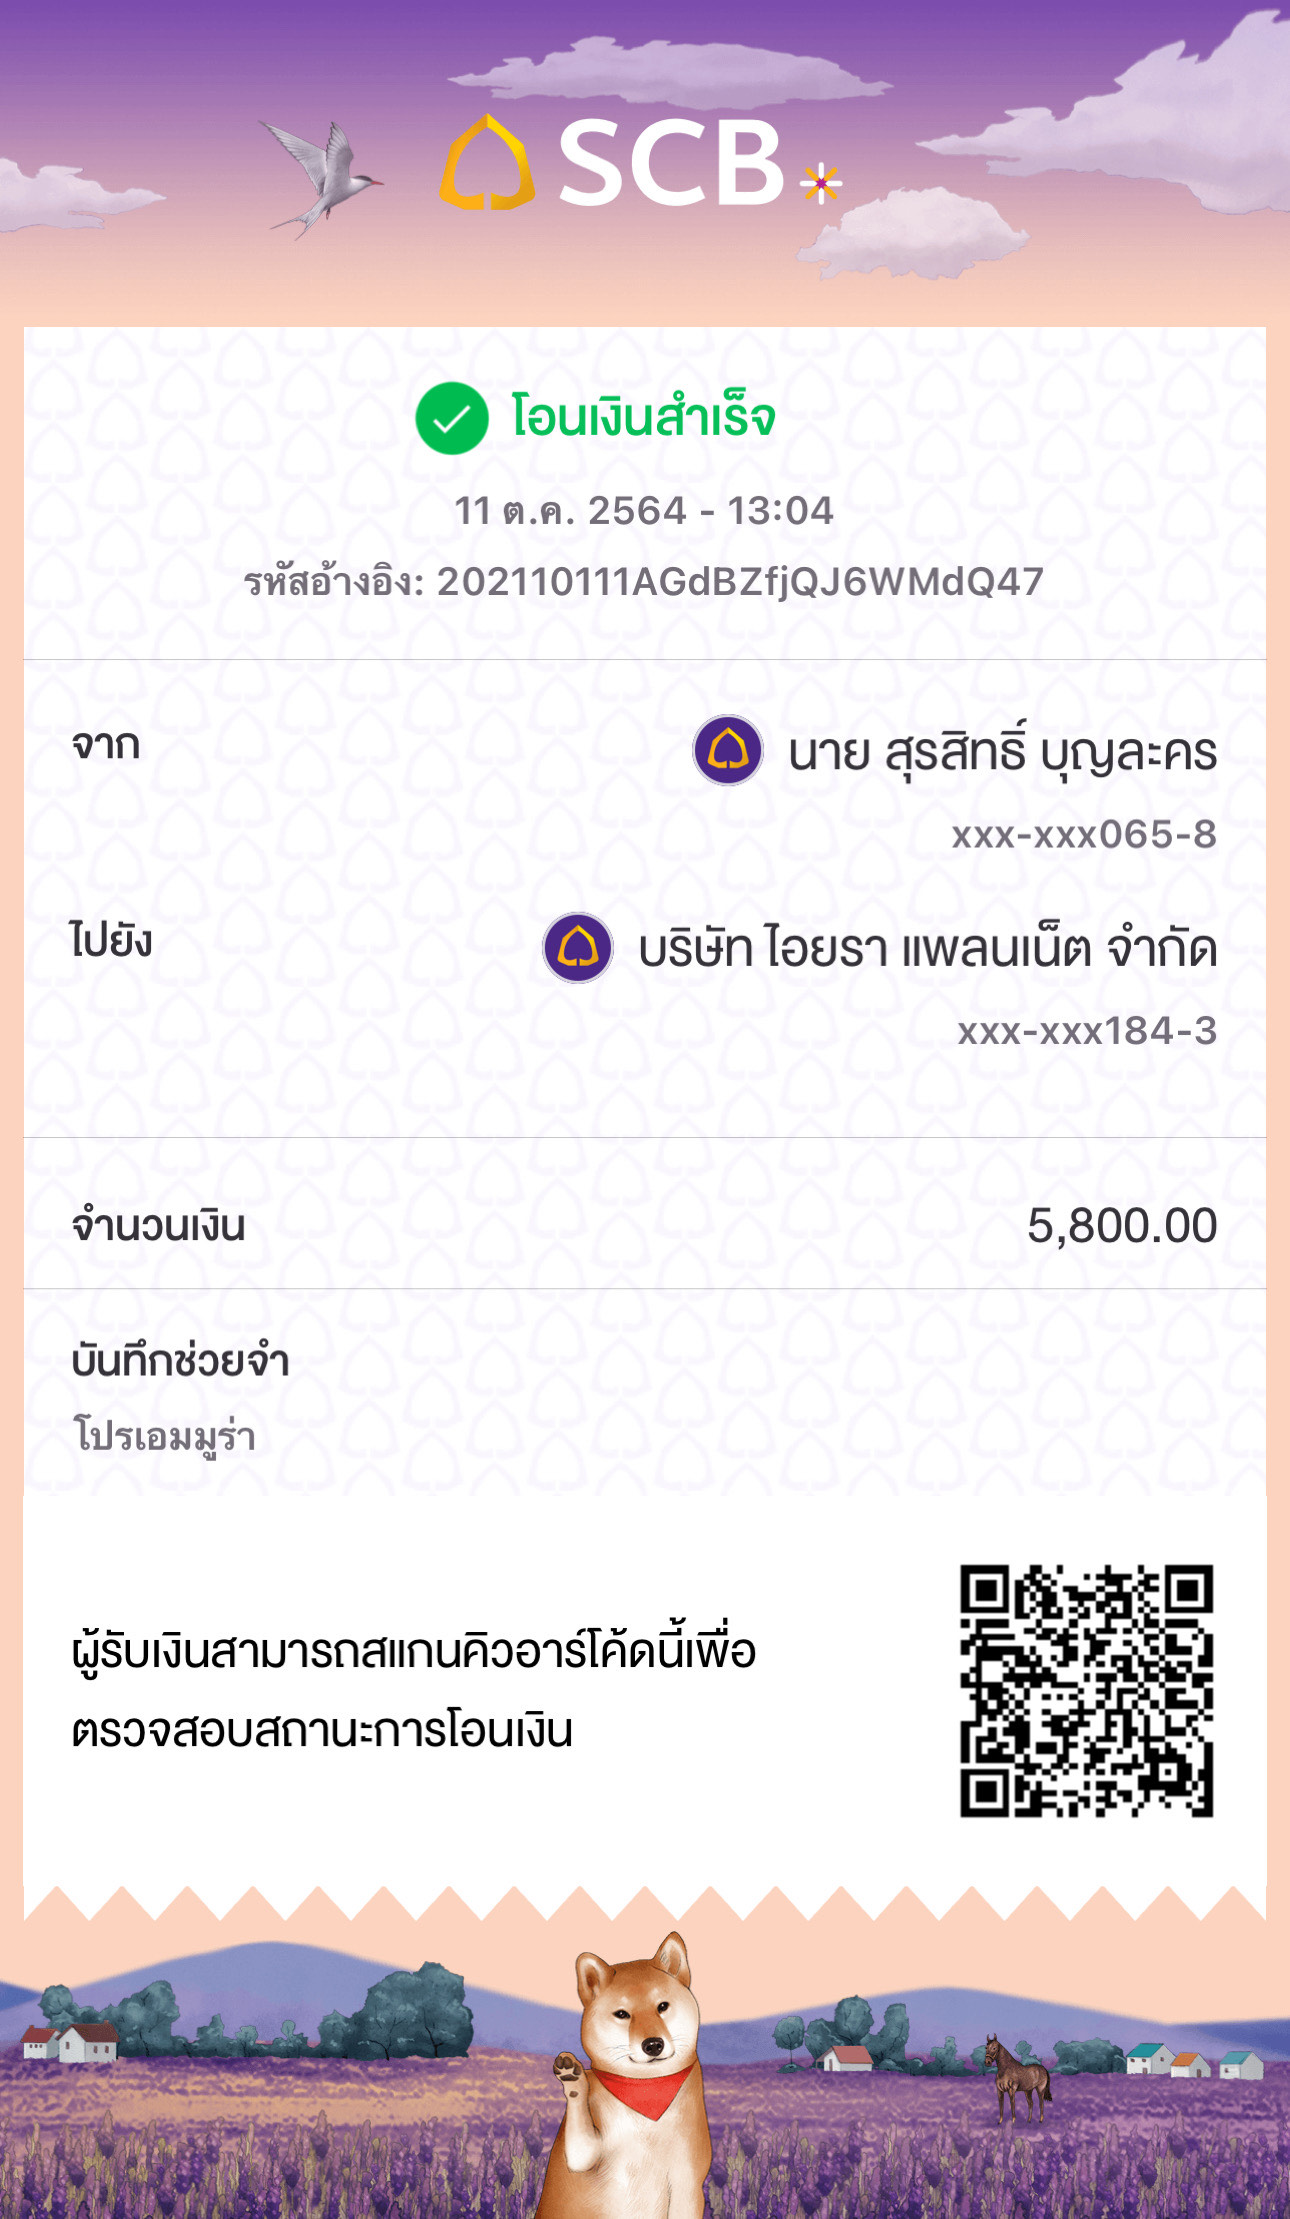 SCB
โอนเงินสำเร็จ
11 ต.ค. 2564 - 13:04
รหัสอ้างอิง: 202110111AGdBZfjQJ6WMdQ47
จาก
นาย สุรสิทธิ์ บุญละคร
xxx-xxx065-8
ไปยัง
บริษัท ไอยรา แพลนเน็ต จำกัด
xxx-xxx184-3
จำนวนเงิน
5,800.00
บันทึกช่วยจำ
โปรเอมมูร่า
ผู้รับเงินสามารถสแกนคิวอาร์โค้ดนี้เพื่อ
ตรวจสอบสถานะการโอนเงิน